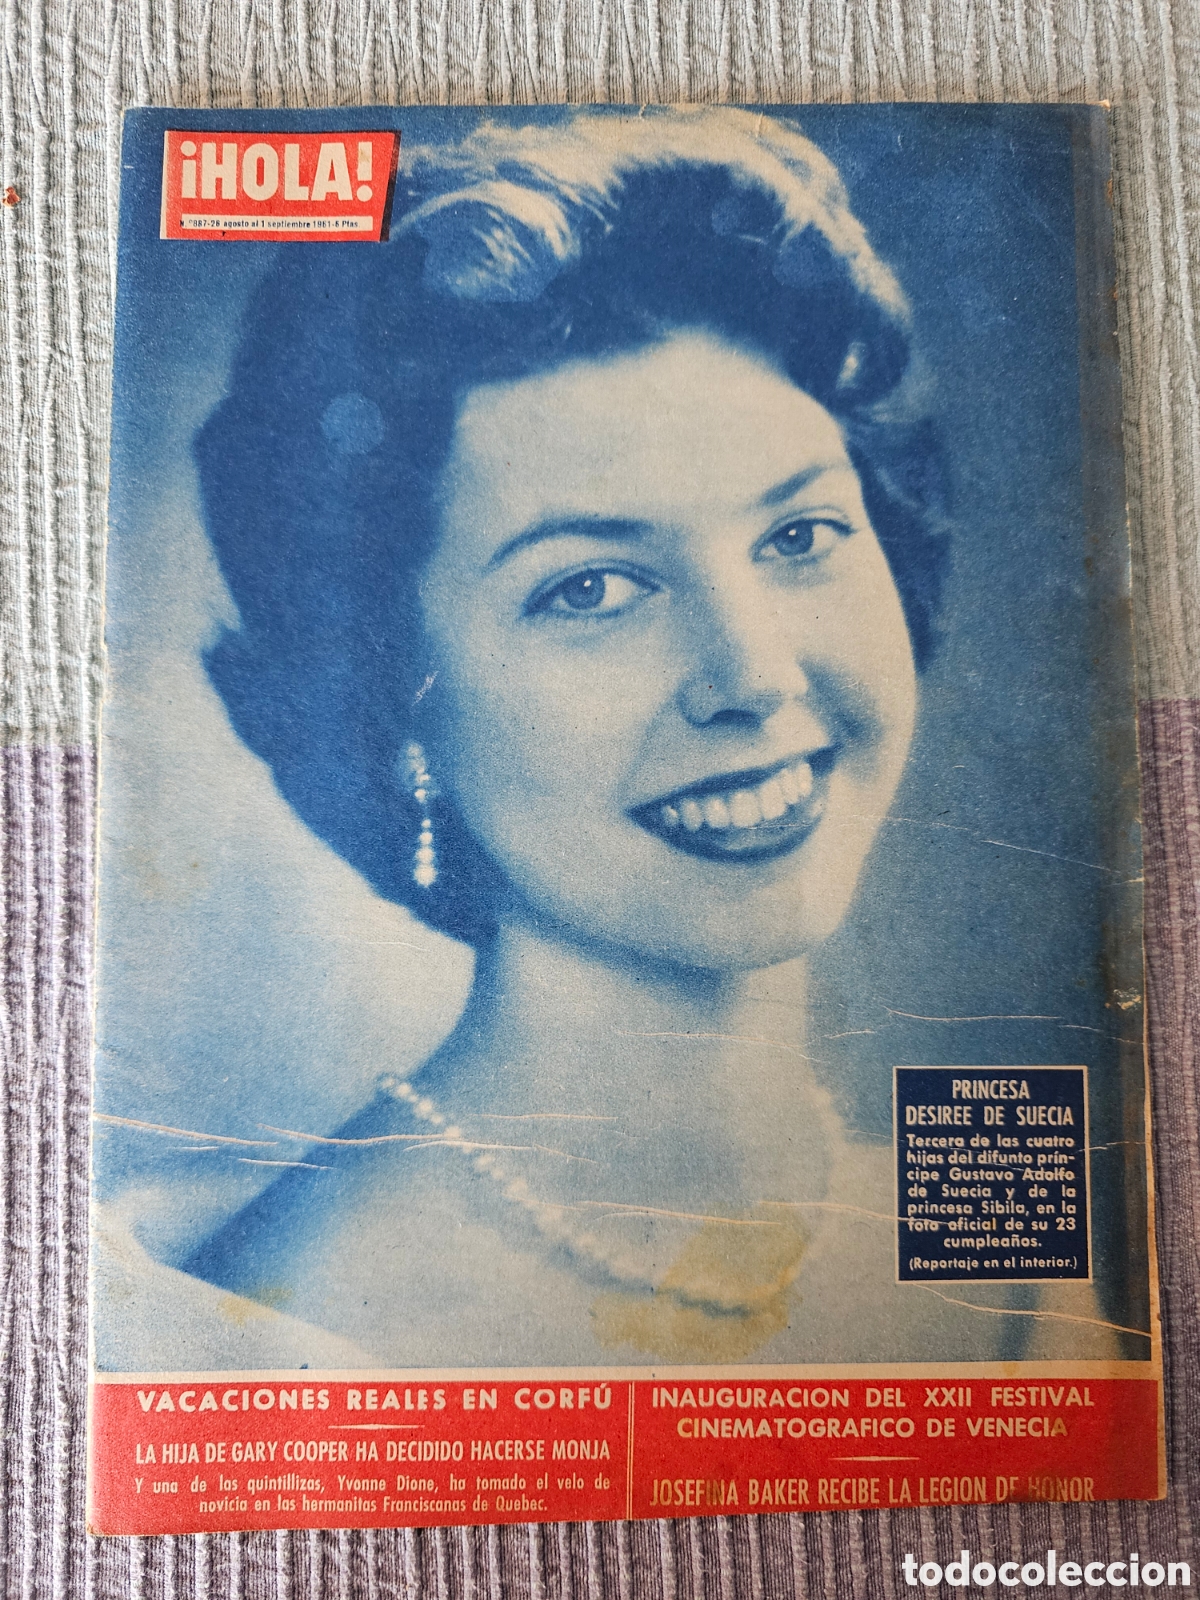 ¡HOLA!
N.º 887-26 agosto al 1 septiembre 1961-6 Ptas.
PRINCESA
DESIREE DE SUECIA
Tercera de las cuatro
hijas del difunto prín-
cipe Gustavo Adolfo
de Suecia y de la
princesa Sibila, en la
foto oficial de su 23
cumpleaños.
(Reportaje en el interior.)
VACACIONES REALES EN CORFÚ
LA HIJA DE GARY COOPER HA DECIDIDO HACERSE MONJA
Y una de las quintillizas, Yvonne Dione, ha tomado el velo de
novicia en las hermanitas Franciscanas de Quebec.
INAUGURACION DEL XXII FESTIVAL
CINEMATOGRAFICO DE VENECIA
JOSEFINA BAKER RECIBE LA LEGION DE HONOR
todocoleccion